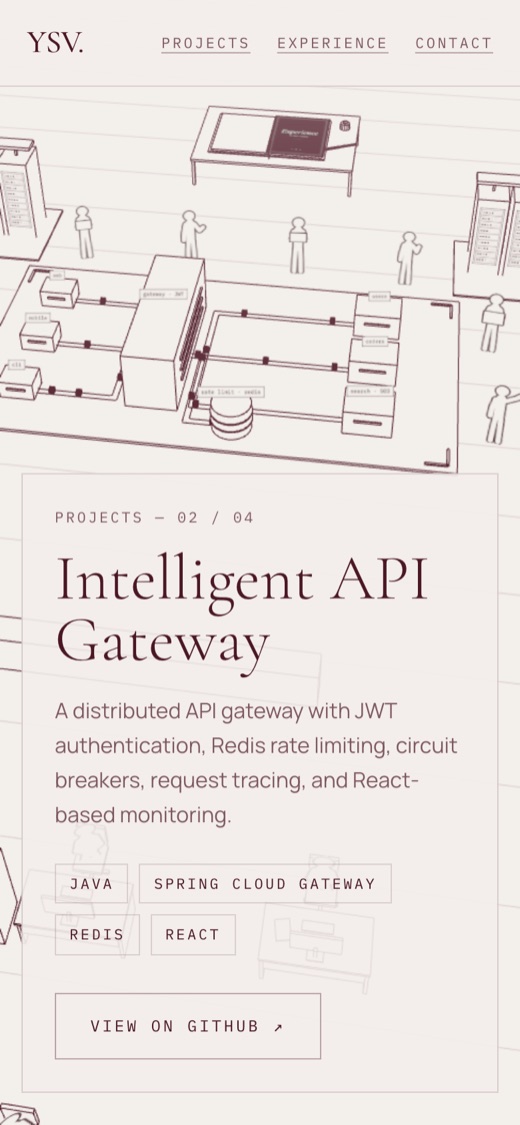 YSV.
PROJECTS EXPERIENCE CONTACT
Experience
gateway · JWT
rate limit · redis
PROJECTS — 02 / 04
Intelligent API
Gateway
A distributed API gateway with JWT
authentication, Redis rate limiting, circuit
breakers, request tracing, and React-
based monitoring.
JAVA
SPRING CLOUD GATEWAY
REDIS
REACT
VIEW ON GITHUB ↗